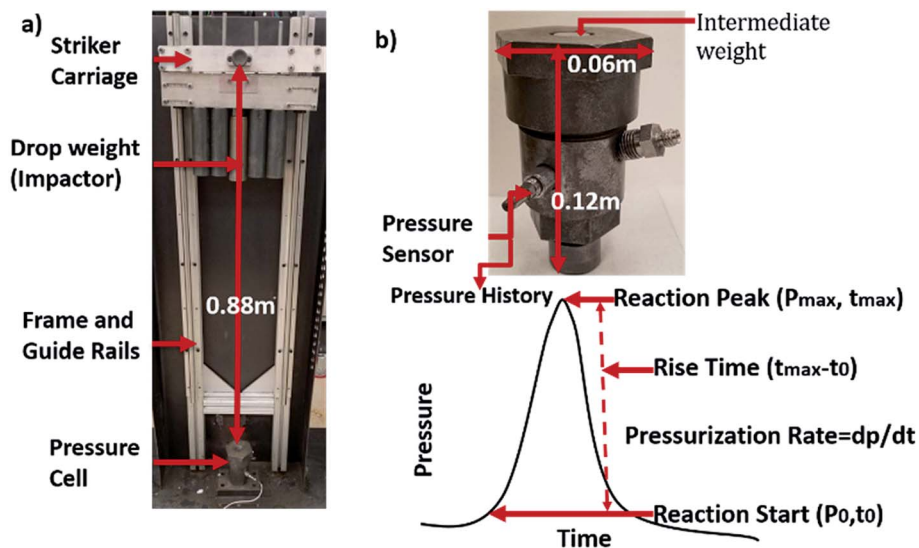 a)
Striker
Carriage
Drop weight
(Impactor)
0.88m
Frame and
Guide Rails
Pressure
Cell
b)
Intermediate
weight
0.06m
0.12m
Pressure
Sensor
Pressure History
Reaction Peak (Pmax, tmax)
Rise Time (tmax-t0)
Pressure
Pressurization Rate=dp/dt
Reaction Start (P0,t0)
Time